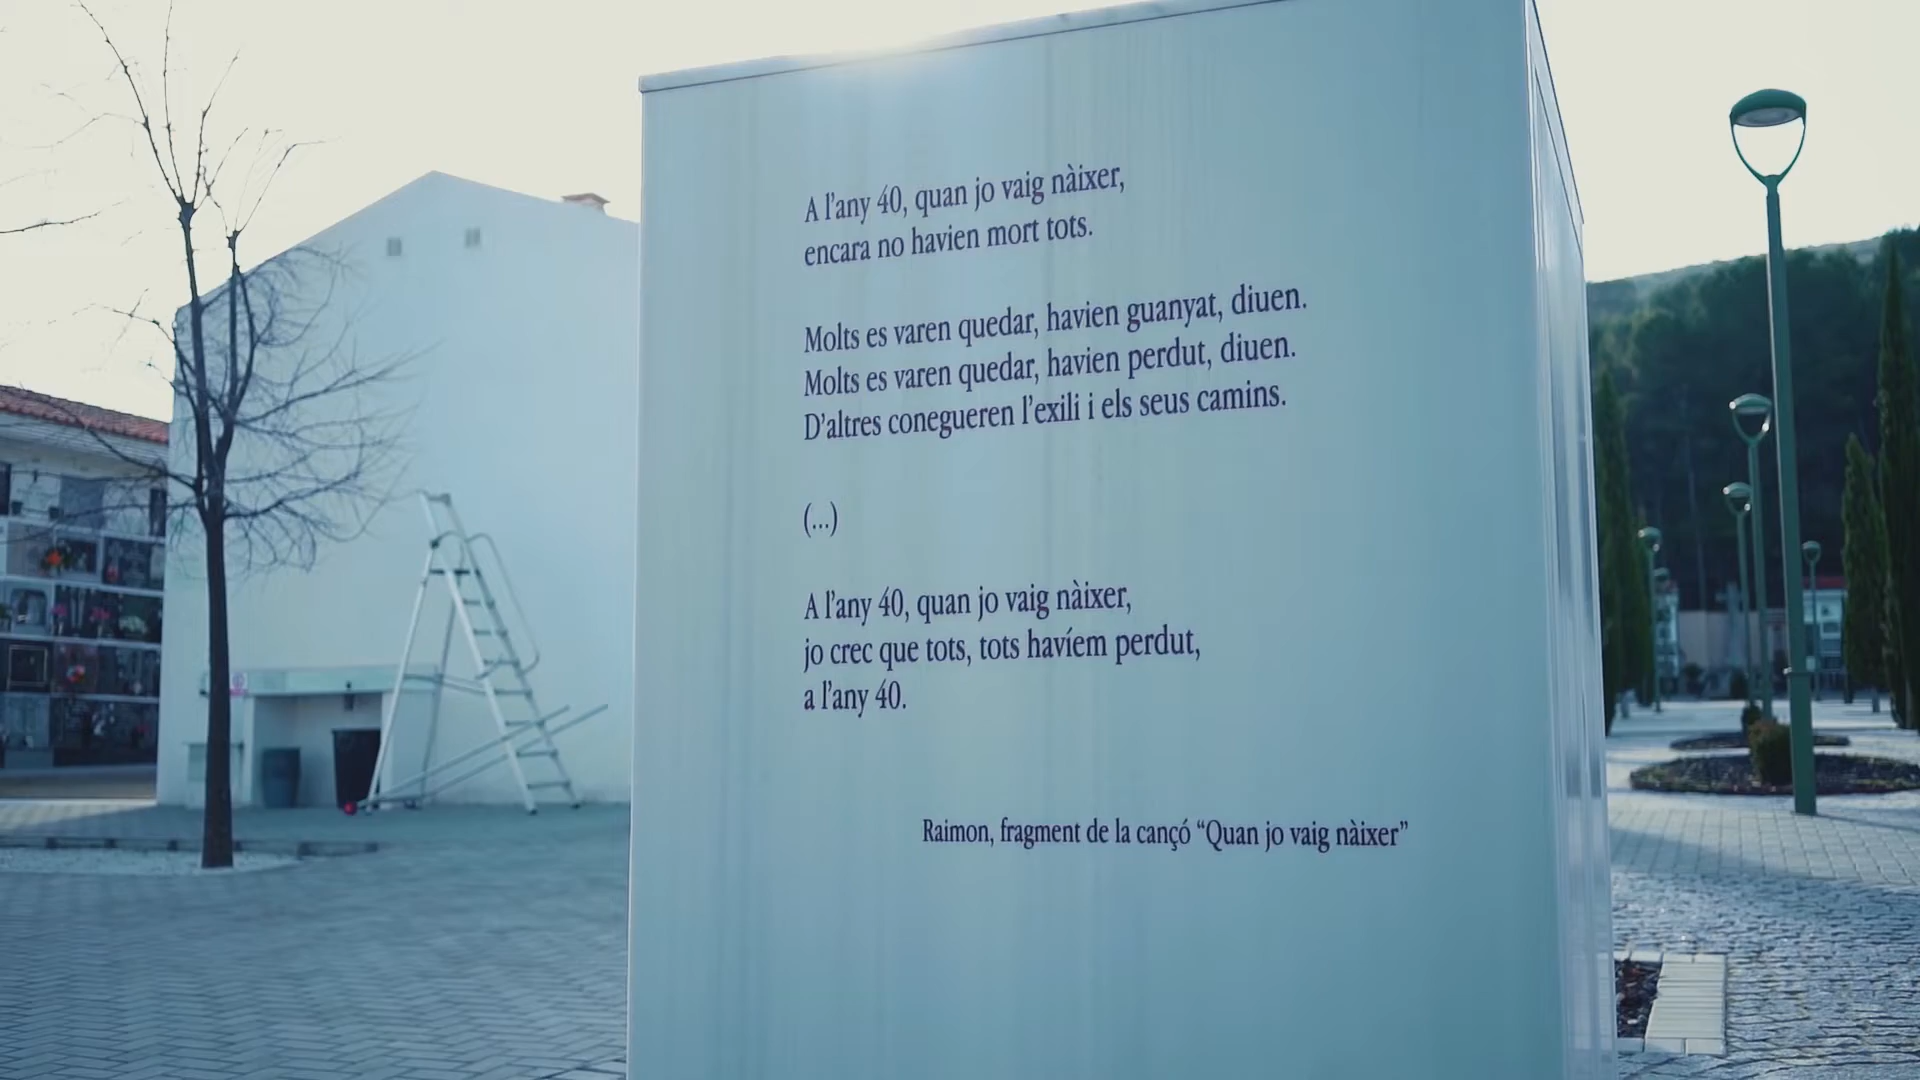 A l'any 40, quan jo vaig nàixer,
encara no havien mort tots.
Molts es varen quedar, havien guanyat, diuen.
Molts es varen quedar, havien perdut, diuen.
D'altres conegueren l'exili i els seus camins.
(...)
A l'any 40, quan jo vaig nàixer,
jo crec que tots, tots havíem perdut,
a l'any 40.
Raimon, fragment de la cançó “Quan jo vaig nàixer”